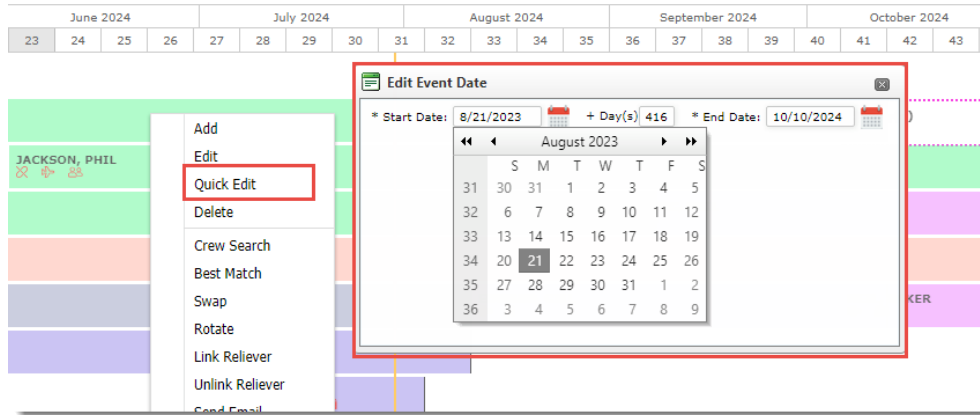 June 2024 July 2024 August 2024 September 2024 October 2024
23 24 25 26 27 28 29 30 31 32 33 34 35 36 37 38 39 40 41 42 43
Edit Event Date
* Start Date: 8/21/2023 + Day(s) 416 * End Date: 10/10/2024
August 2023
S M T W T F S
31 30 31 1 2 3 4 5
32 6 7 8 9 10 11 12
33 13 14 15 16 17 18 19
34 20 21 22 23 24 25 26
35 27 28 29 30 31 1 2
36 3 4 5 6 7 8 9
JACKSON, PHIL
Add
Edit
Quick Edit
Delete
Crew Search
Best Match
Swap
Rotate
Link Reliever
Unlink Reliever
Send Email
KER